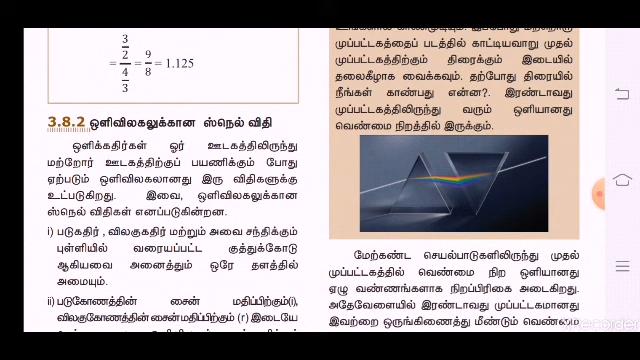 = 3/2 / 4/3 = 9/8 = 1.125
3.8.2 ஒளிவிலகலுக்கான ஸ்நெல் விதி
ஒளிக்கதிர்கள் ஓர் ஊடகத்திலிருந்து
மற்றோர் ஊடகத்திற்குப் பயணிக்கும் போது
ஏற்படும் ஒளிவிலகலானது இரு விதிகளுக்கு
உட்படுகிறது. இவை, ஒளிவிலகலுக்கான
ஸ்நெல் விதிகள் எனப்படுகின்றன.
i) படுகதிர் , விலகுகதிர் மற்றும் அவை சந்திக்கும்
புள்ளியில் வரையப்பட்ட குத்துக்கோடு
ஆகியவை அனைத்தும் ஒரே தளத்தில்
அமையும்.
ii) படுகோணத்தின் சைன் மதிப்பிற்கும்(i),
விலகுகோணத்தின் சைன்மதிப்பிற்கும் (r) இடையே
முப்பட்டகத்தைப் படத்தில் காட்டியவாறு முதல்
முப்பட்டகத்திற்கும் திரைக்கும் இடையில்
தலைகீழாக வைக்கவும். தற்போது திரையில்
நீங்கள் காண்பது என்ன?. இரண்டாவது
முப்பட்டகத்திலிருந்து வரும் ஒளியானது
வெண்மை நிறத்தில் இருக்கும்.
மேற்கண்ட செயல்பாடுகளிலிருந்து முதல்
முப்பட்டகத்தில் வெண்மை நிற ஒளியானது
ஏழு வண்ணங்களாக நிறப்பிரிகை அடைகிறது.
அதேவேளையில் இரண்டாவது முப்பட்டகமானது
இவற்றை ஒருங்கிணைத்து மீண்டும் வெண்மை